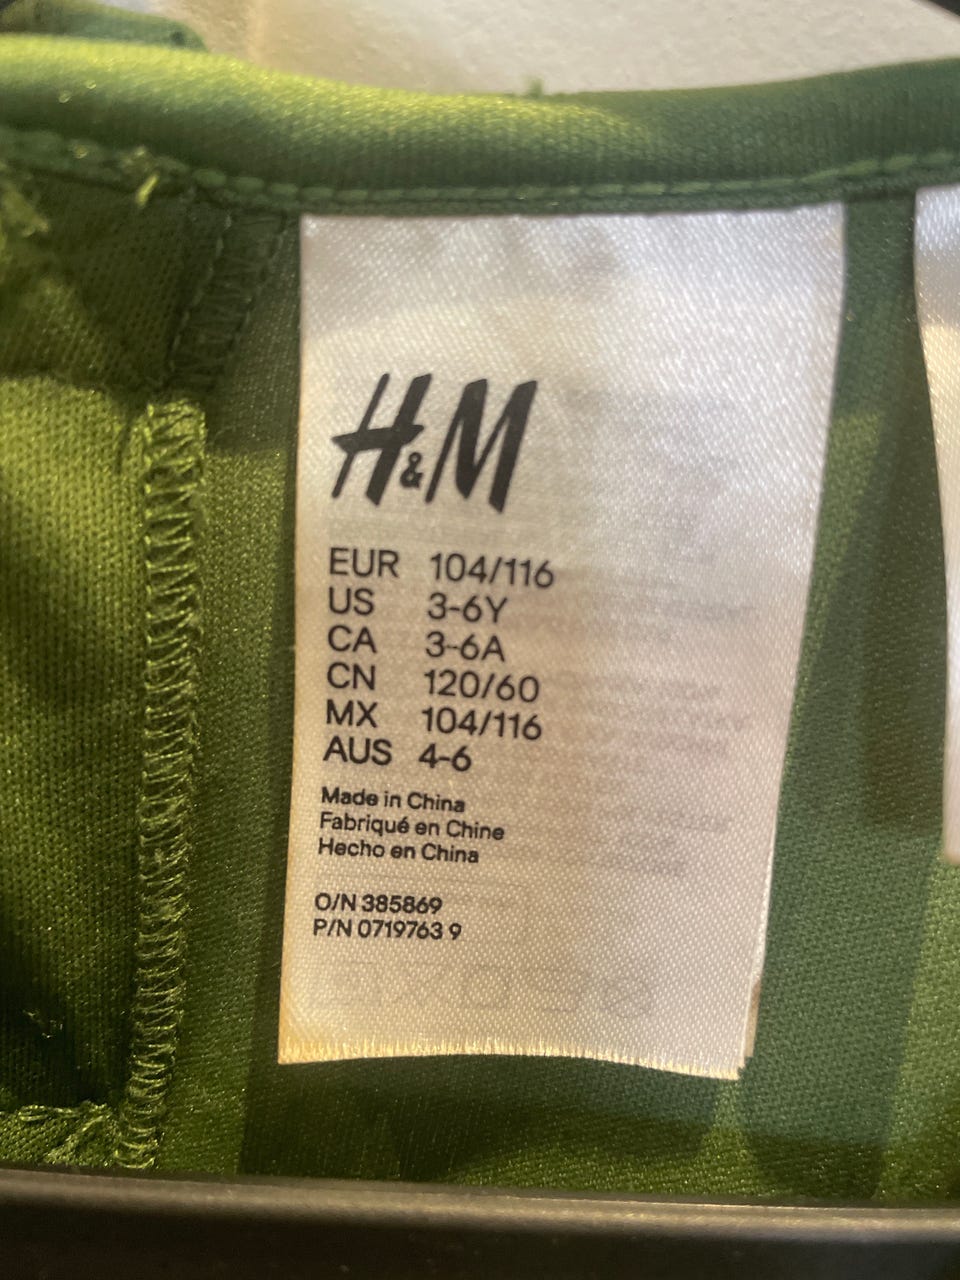 H&M
EUR 104/116
US 3-6Y
CA 3-6A
CN 120/60
MX 104/116
AUS 4-6
Made in China
Fabriqué en Chine
Hecho en China
O/N 385869
P/N 0719763 9